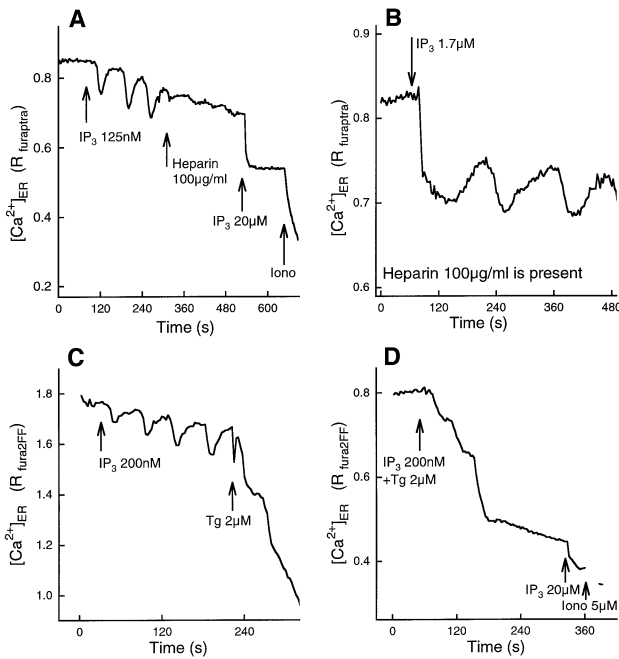 A
[Ca2+]ER (R furaptra)
0.8
0.6
0.4
0.2
IP3 125nM
Heparin
100µg/ml
IP3 20µM
Iono
0 120 240 360 480 600
Time (s)
B
[Ca2+]ER (R furaptra)
0.9
0.8
0.7
0.6
IP3 1.7µM
Heparin 100µg/ml is present
0 120 240 360 480
Time (s)
C
[Ca2+]ER (R fura2FF)
1.8
1.6
1.4
1.2
1.0
IP3 200nM
Tg 2µM
0 120 240
Time (s)
D
[Ca2+]ER (R fura2FF)
0.8
0.6
0.4
IP3 200nM
+Tg 2µM
IP3 20µM
Iono 5µM
0 120 240 360
Time (s)